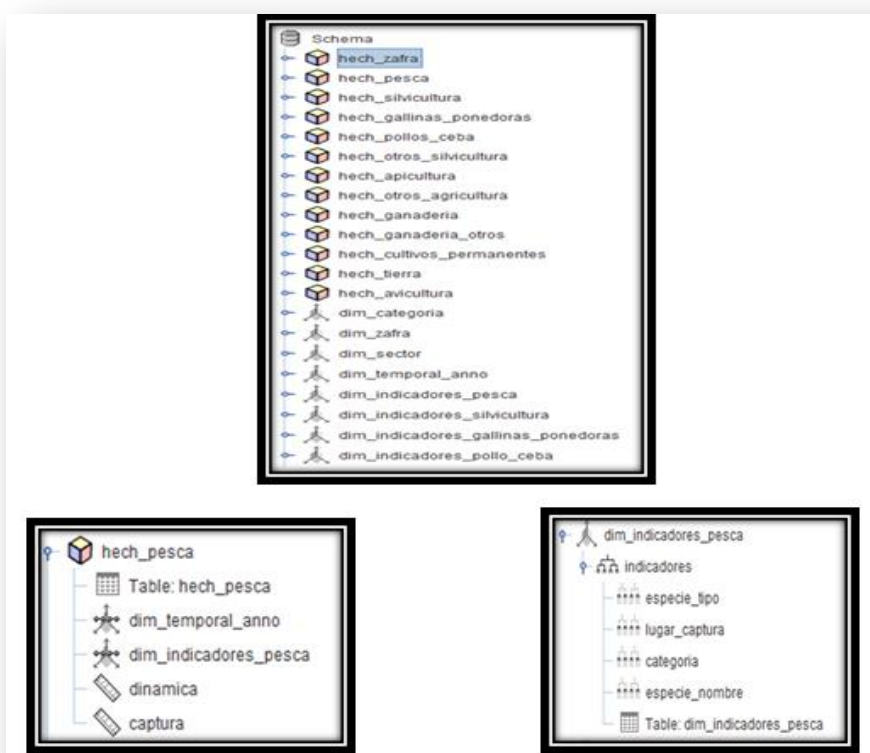 Schema
hech_zafra
hech_pesca
hech_silvicultura
hech_gallinas_ponedoras
hech_pollos_ceba
hech_otros_silvicultura
hech_apicultura
hech_otros_agricultura
hech_ganaderia
hech_ganaderia_otros
hech_cultivos_permanentes
hech_tierra
hech_avicultura
dim_categoria
dim_zafra
dim_sector
dim_temporal_anno
dim_indicadores_pesca
dim_indicadores_silvicultura
dim_indicadores_gallinas_ponedoras
dim_indicadores_pollo_ceba
hech_pesca
Table: hech_pesca
dim_temporal_anno
dim_indicadores_pesca
dinamica
captura
dim_indicadores_pesca
indicadores
especie_tipo
lugar_captura
categoria
especie_nombre
Table: dim_indicadores_pesca